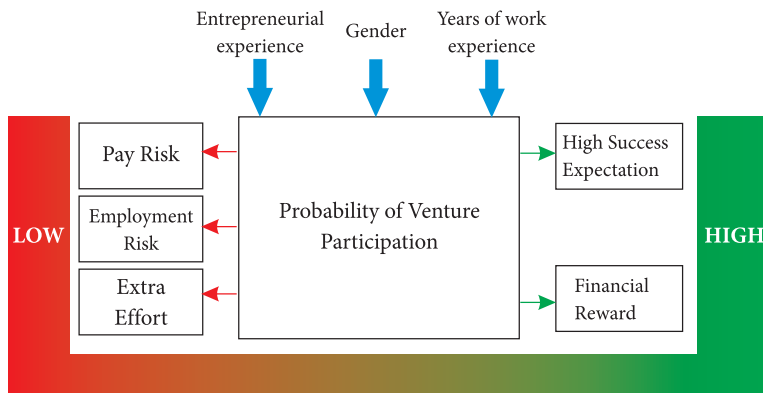 Entrepreneurial
experience
Gender
Years of work
experience
Pay Risk
Employment
Risk
Extra
Effort
LOW
Probability of Venture
Participation
High Success
Expectation
Financial
Reward
HIGH